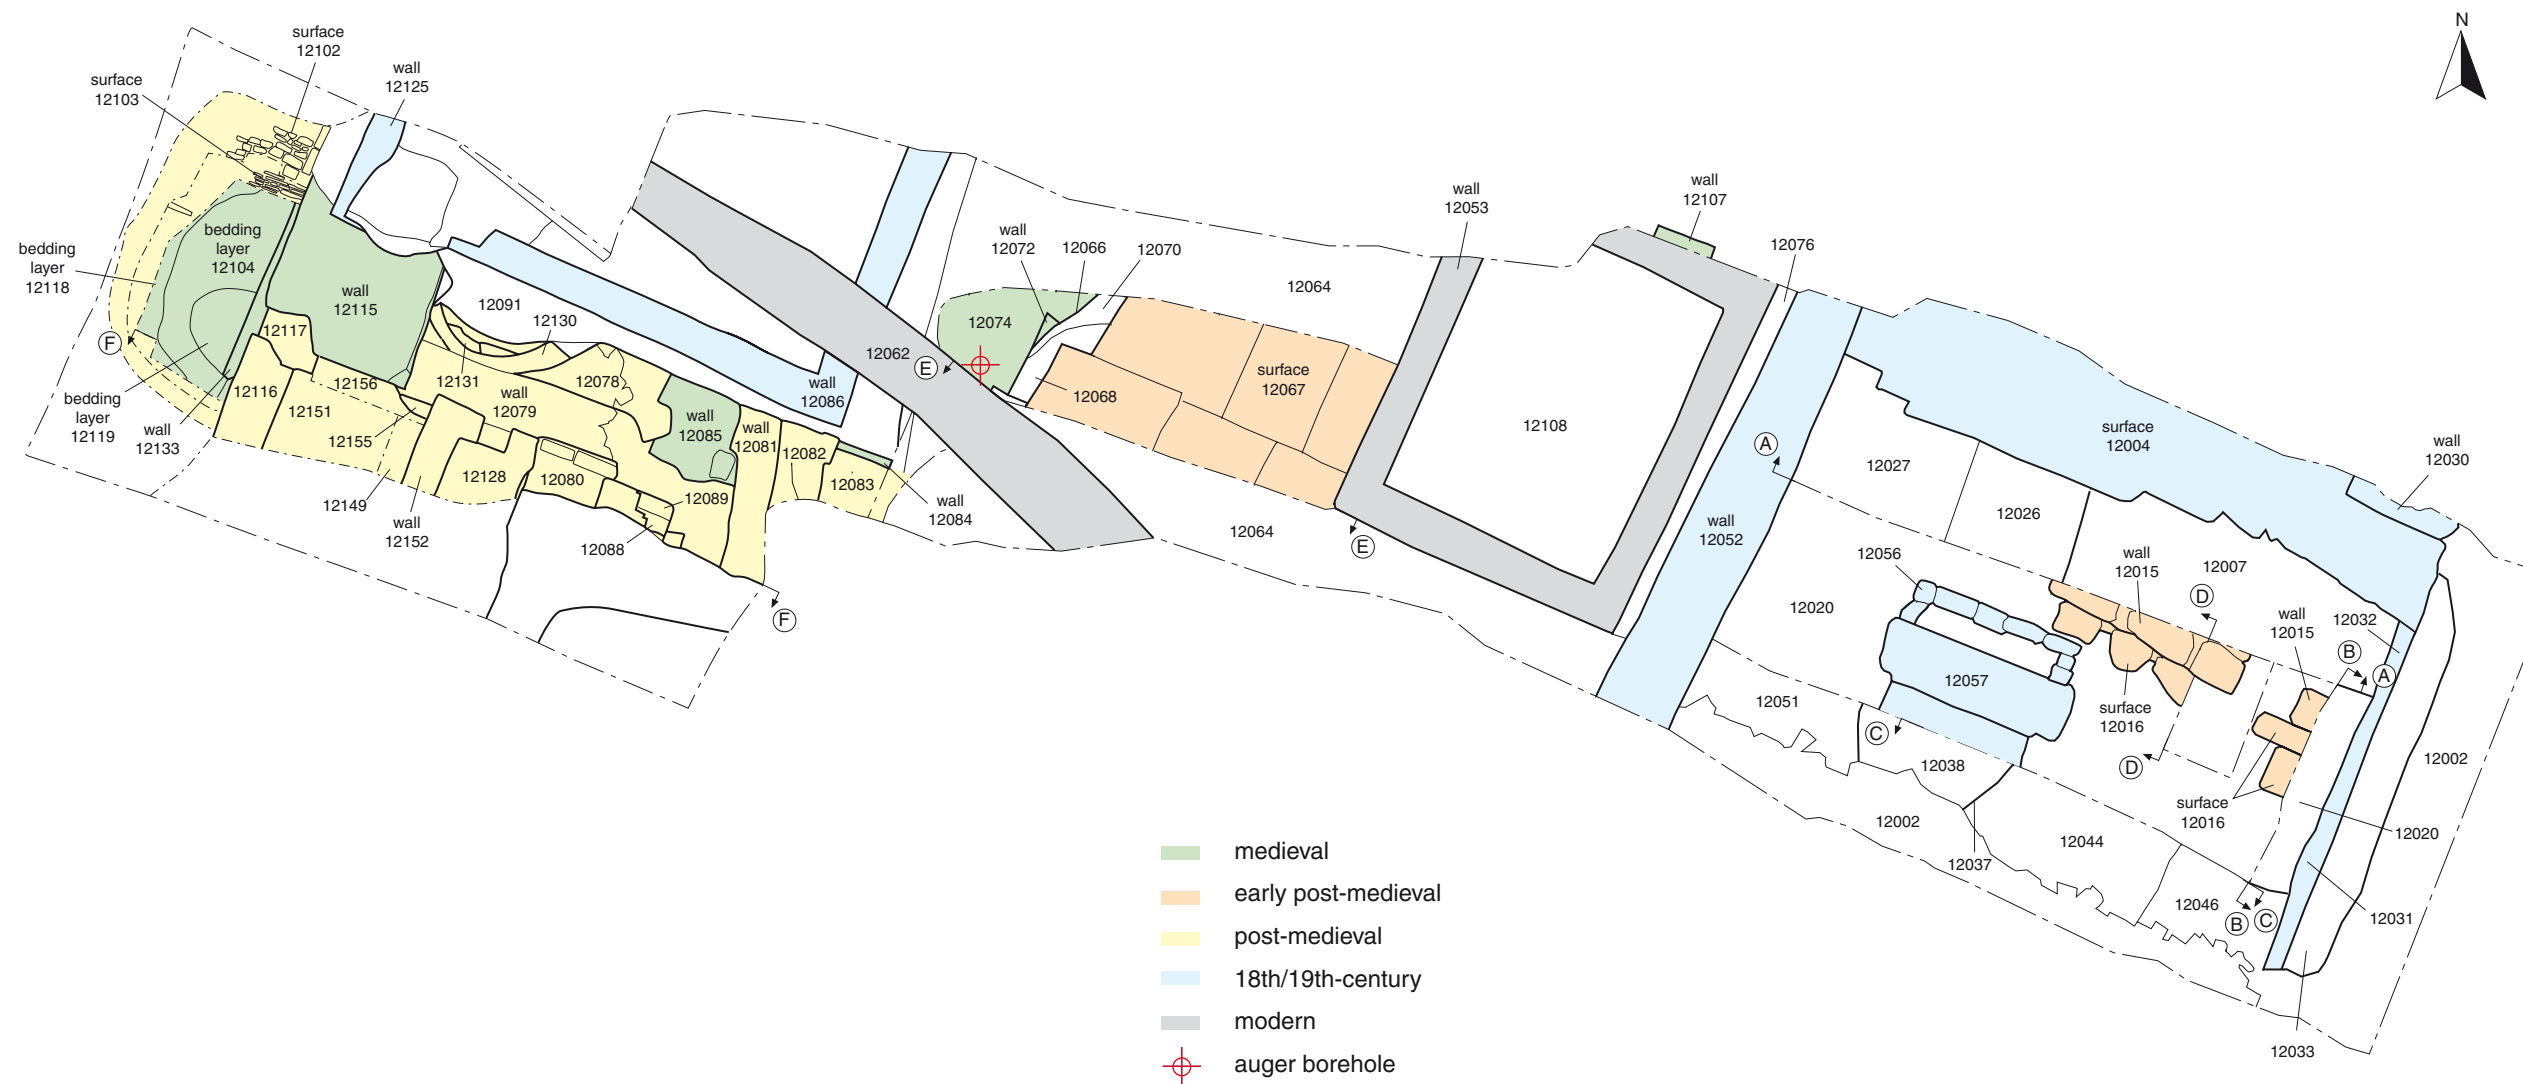 N
surface
12102
wall
12125
surface
12103
bedding
layer
12104
bedding
layer
12118
wall
12115
12117
F
12116
12151
12156
12155
bedding
layer
12119
wall
12133
12091
12130
12131
wall
12079
12078
wall
12085
wall
12081
12082
12083
wall
12084
wall
12086
12128
12080
12089
12088
12149
wall
12152
F
12062
E
wall
12072
12066
12070
12074
12068
12064
surface
12067
12064
E
wall
12053
wall
12107
12076
12108
A
wall
12052
surface
12004
wall
12030
12027
12026
12007
12056
12020
wall
12015
D
wall
12015
12032
B
A
12057
12051
C
surface
12016
D
12038
surface
12016
12002
12020
12002
12037
12044
12046
B
C
12031
12033
medieval
early post-medieval
post-medieval
18th/19th-century
modern
auger borehole